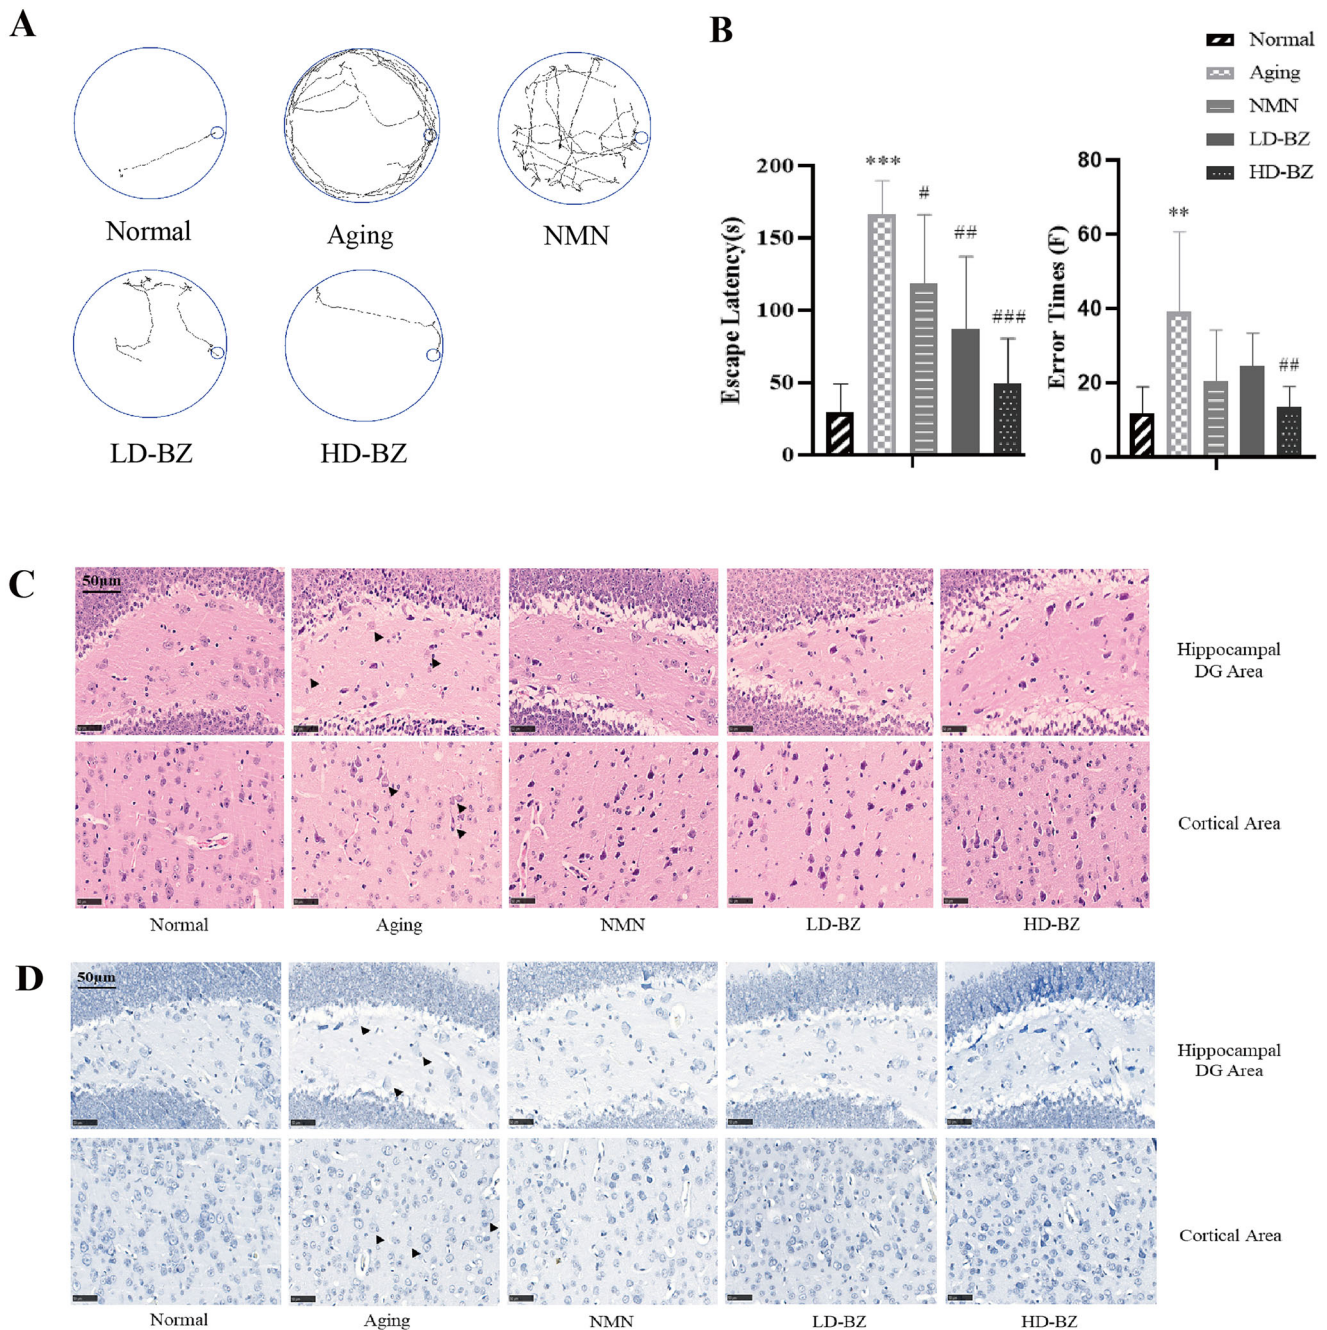 A
Normal
Aging
NMN
LD-BZ
HD-BZ
B
Normal
Aging
NMN
LD-BZ
HD-BZ
Escape Latency(s)
200
150
100
50
0
***
#
##
###
Error Times (F)
80
60
40
20
0
**
##
C
50μm
Hippocampal
DG Area
Cortical Area
Normal
Aging
NMN
LD-BZ
HD-BZ
D
50μm
Hippocampal
DG Area
Cortical Area
Normal
Aging
NMN
LD-BZ
HD-BZ